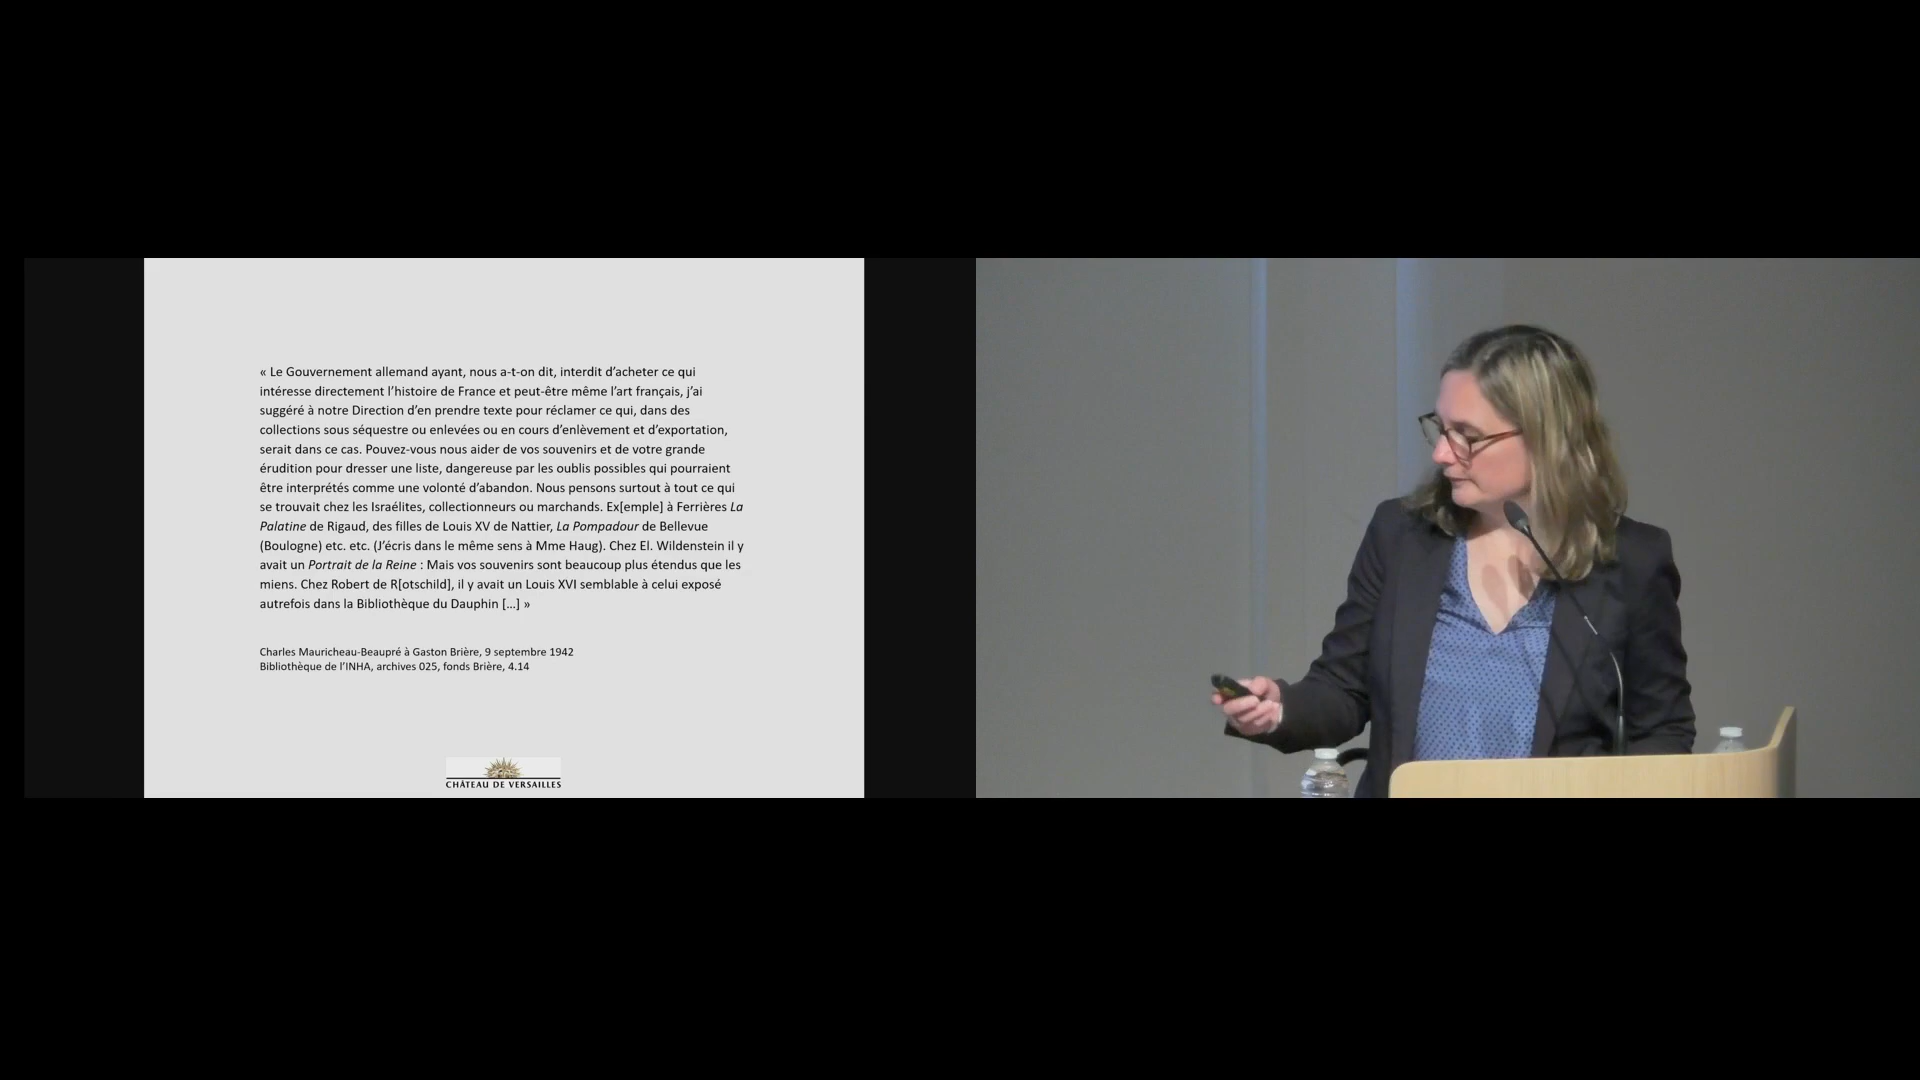 « Le Gouvernement allemand ayant, nous a-t-on dit, interdit d’acheter ce qui
intéresse directement l’histoire de France et peut-être même l’art français, j’ai
suggéré à notre Direction d’en prendre texte pour réclamer ce qui, dans des
collections sous séquestre ou enlevées ou en cours d’enlèvement et d’exportation,
serait dans ce cas. Pouvez-vous nous aider de vos souvenirs et de votre grande
érudition pour dresser une liste, dangereuse par les oublis possibles qui pourraient
être interprétés comme une volonté d’abandon. Nous pensons surtout à tout ce qui
se trouvait chez les Israélites, collectionneurs ou marchands. Ex[emple] à Ferrières La
Palatine de Rigaud, des filles de Louis XV de Nattier, La Pompadour de Bellevue
(Boulogne) etc. etc. (J’écris dans le même sens à Mme Haug). Chez El. Wildenstein il y
avait un Portrait de la Reine : Mais vos souvenirs sont beaucoup plus étendus que les
miens. Chez Robert de R[otschild], il y avait un Louis XVI semblable à celui exposé
autrefois dans la Bibliothèque du Dauphin […] »
Charles Mauricheau-Beaupré à Gaston Brière, 9 septembre 1942
Bibliothèque de l’INHA, archives 025, fonds Brière, 4.14
CHÂTEAU DE VERSAILLES